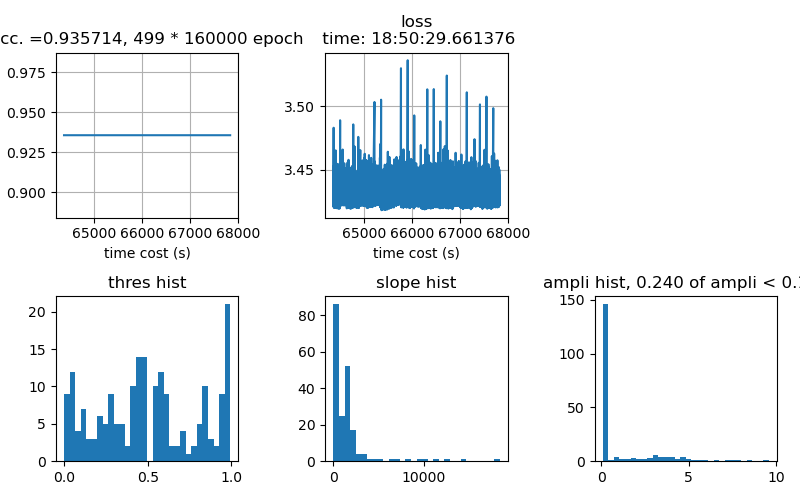 cc. =0.935714, 499 * 160000 epoch
loss
time: 18:50:29.661376
0.975
0.950
0.925
0.900
65000 66000 67000 68000
time cost (s)
3.50
3.45
65000 66000 67000 68000
time cost (s)
thres hist
20
15
10
5
0
0.0 0.5 1.0
slope hist
80
60
40
20
0
0 10000
ampli hist, 0.240 of ampli < 0.
150
100
50
0
0 5 10